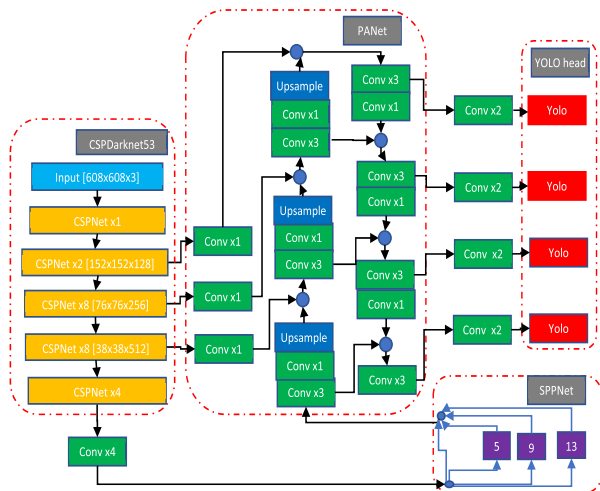 PANet
YOLO head
CSPDarknet53
Input [608x608x3]
CSPNet x1
CSPNet x2 [152x152x128]
CSPNet x8 [76x76x256]
CSPNet x8 [38x38x512]
CSPNet x4
Conv x4
Conv x1
Conv x1
Conv x1
Upsample
Conv x1
Conv x3
Upsample
Conv x1
Conv x3
Upsample
Conv x1
Conv x3
Conv x3
Conv x1
Conv x3
Conv x1
Conv x3
Conv x1
Conv x3
Conv x2
Yolo
Conv x2
Yolo
Conv x2
Yolo
Conv x2
Yolo
SPPNet
5
9
13